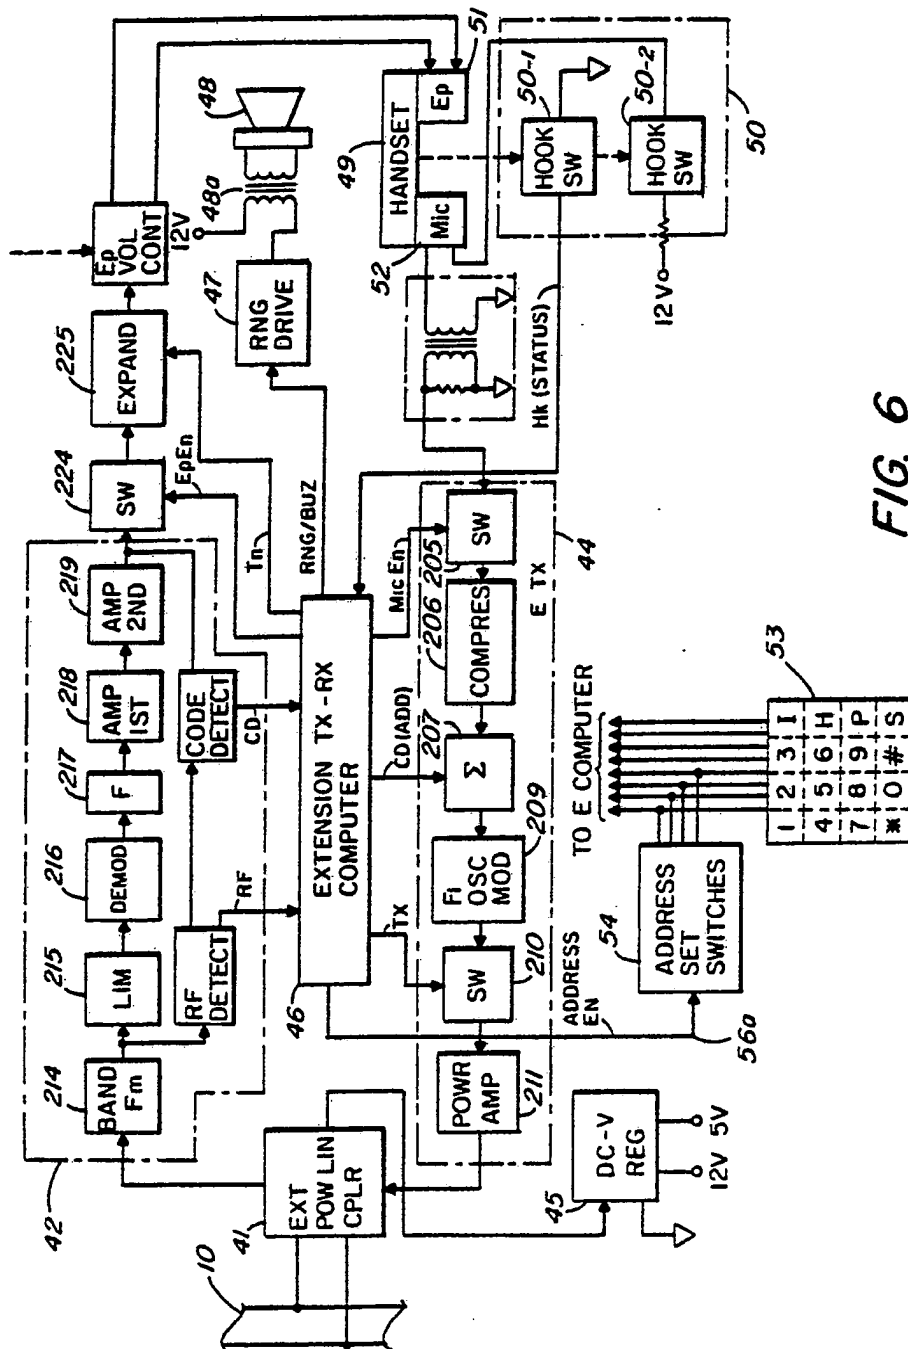 10
41
EXT
POW LIN
CPLR
42
214
BAND
Fm
215
LIM
216
DEMOD
217
F
218
AMP
1ST
219
AMP
2ND
224
SW
225
EXPAND
Ep
VOL
CONT
RF
DETECT
RF
CODE
DETECT
CD
EpEn
Tn
RNG/BUZ
47
RNG
DRIVE
12V
48a
48
46
EXTENSION TX-RX
COMPUTER
49
HANDSET
Mic
Ep
51
52
HOOK
SW
50-1
HOOK
SW
50-2
50
12V
Hk (STATUS)
TX
CD(ADD)
Mic En
211
POWR
AMP
210
SW
209
Fi
OSC
MOD
207
Σ
206
COMPRES
205
SW
E TX
44
45
DC-V
REG
12V
5V
ADDRESS
EN
56a
54
ADDRESS
SET
SWITCHES
TO E COMPUTER
53
1 2 3 I
4 5 6 H
7 8 9 P
* 0 # S
FIG. 6